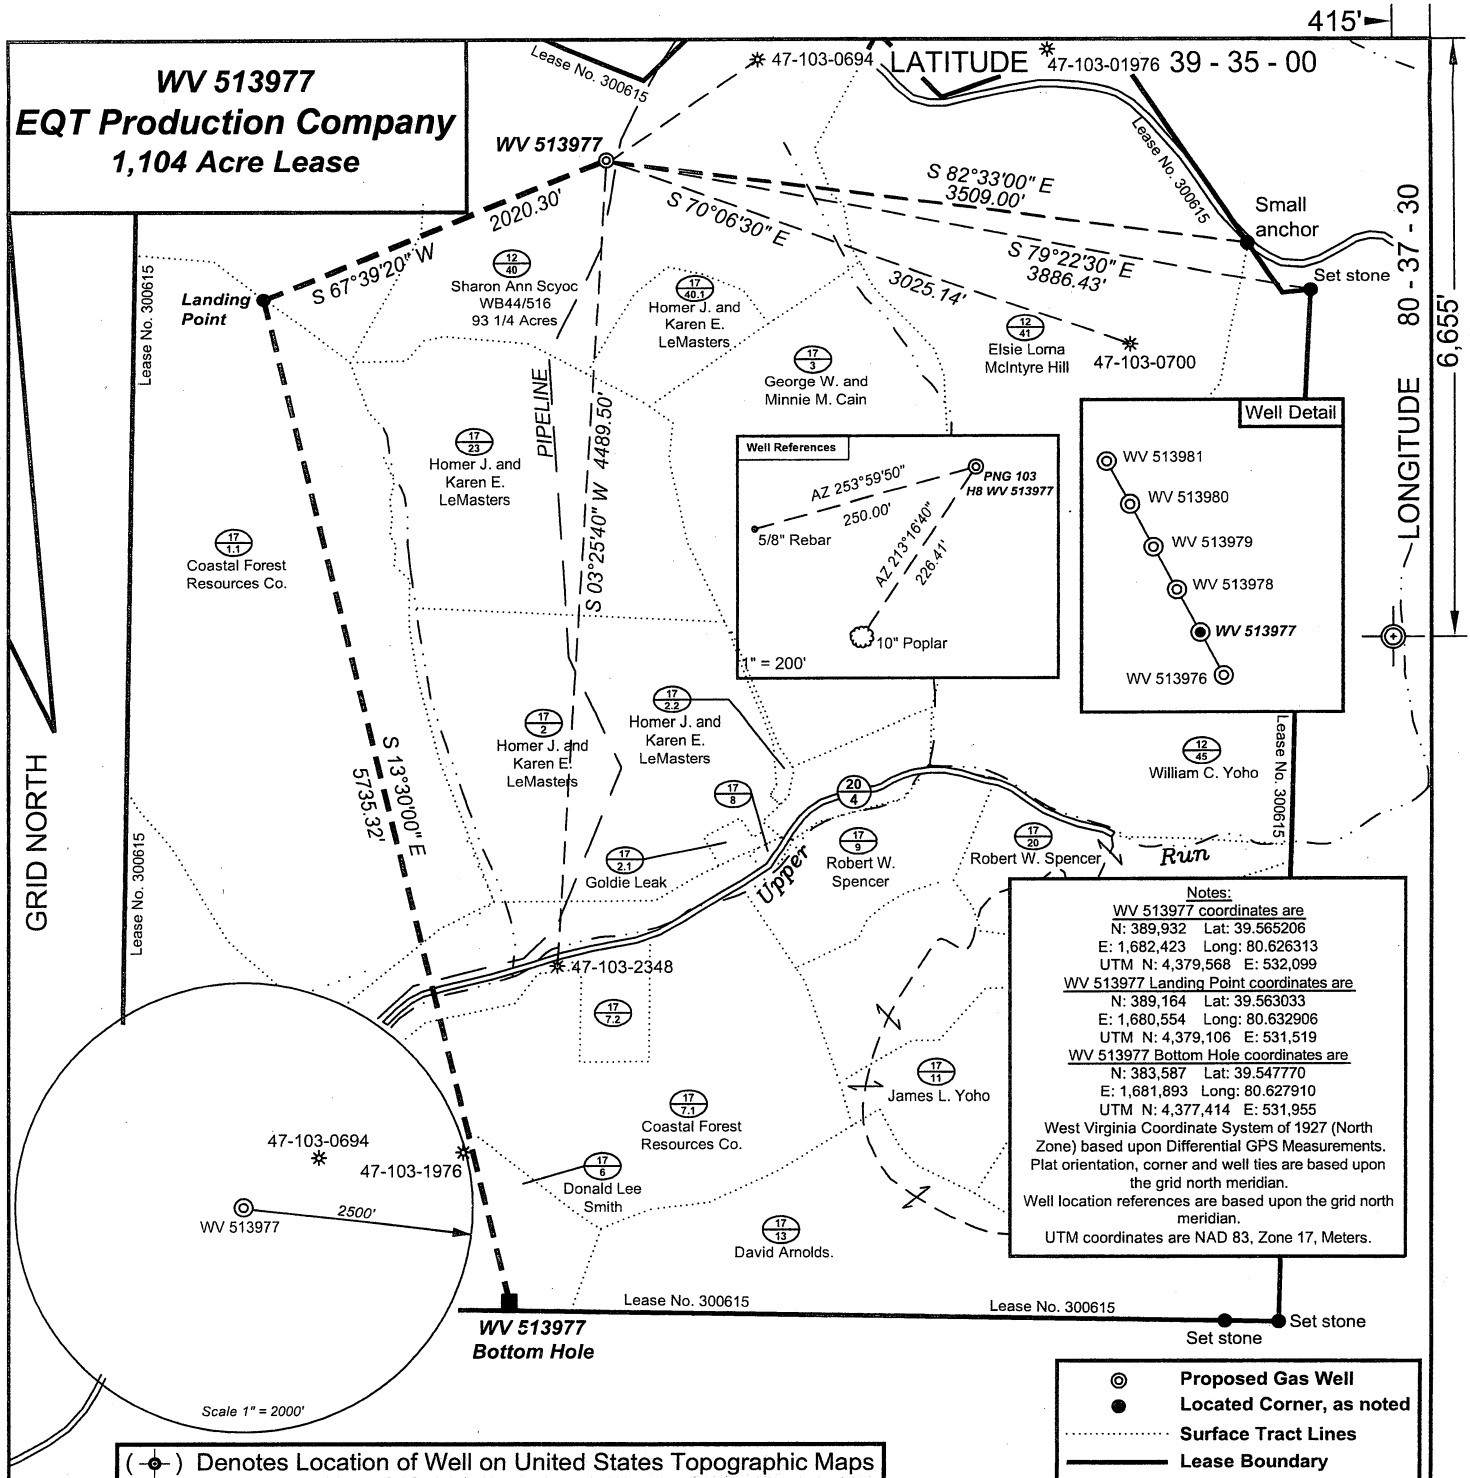 415'
WV 513977
EQT Production Company
1,104 Acre Lease
Lease No. 300615
47-103-0694
LATITUDE 39 - 35 - 00
47-103-01976
WV 513977
Lease No. 300615
LONGITUDE 80 - 37 - 30
6,655'
2020.30'
S 67°39'20" W
S 82°33'00" E
3509.00'
S 70°06'30" E
3025.14'
S 79°22'30" E
3886.43'
Small
anchor
Set stone
Landing
Point
Lease No. 300615
12
40
Sharon Ann Scyoc
WB44/516
93 1/4 Acres
17
40.1
Homer J. and
Karen E.
LeMasters
12
41
Elsie Lorna
McIntyre Hill
47-103-0700
17
3
George W. and
Minnie M. Cain
PIPELINE
S 03°25'40" W 4489.50'
17
23
Homer J. and
Karen E.
LeMasters
Well References
AZ 253°59'50"
250.00'
PNG 103
H8 WV 513977
5/8" Rebar
AZ 213°16'40"
226.41'
10" Poplar
1" = 200'
Well Detail
WV 513981
WV 513980
WV 513979
WV 513978
WV 513977
WV 513976
17
1.1
Coastal Forest
Resources Co.
17
2
Homer J. and
Karen E.
LeMasters
17
2.2
Homer J. and
Karen E.
LeMasters
GRID NORTH
S 13°30'00" E
5735.32'
Lease No. 300615
12
45
William C. Yoho
Lease No. 300615
17
8
20
4
17
2.1
Goldie Leak
Upper
17
9
Robert W.
Spencer
17
20
Robert W. Spencer
Run
47-103-2348
17
7.2
17
11
James L. Yoho
17
7.1
Coastal Forest
Resources Co.
17
6
Donald Lee
Smith
17
13
David Arnolds.
Notes:
WV 513977 coordinates are
N: 389,932 Lat: 39.565206
E: 1,682,423 Long: 80.626313
UTM N: 4,379,568 E: 532,099
WV 513977 Landing Point coordinates are
N: 389,164 Lat: 39.563033
E: 1,680,554 Long: 80.632906
UTM N: 4,379,106 E: 531,519
WV 513977 Bottom Hole coordinates are
N: 383,587 Lat: 39.547770
E: 1,681,893 Long: 80.627910
UTM N: 4,377,414 E: 531,955
West Virginia Coordinate System of 1927 (North
Zone) based upon Differential GPS Measurements.
Plat orientation, corner and well ties are based upon
the grid north meridian.
Well location references are based upon the grid north
meridian.
UTM coordinates are NAD 83, Zone 17, Meters.
47-103-0694
47-103-1976
WV 513977
2500'
Scale 1" = 2000'
WV 513977
Bottom Hole
Lease No. 300615
Lease No. 300615
Set stone
Set stone
Proposed Gas Well
Located Corner, as noted
Surface Tract Lines
Lease Boundary
( ) Denotes Location of Well on United States Topographic Maps